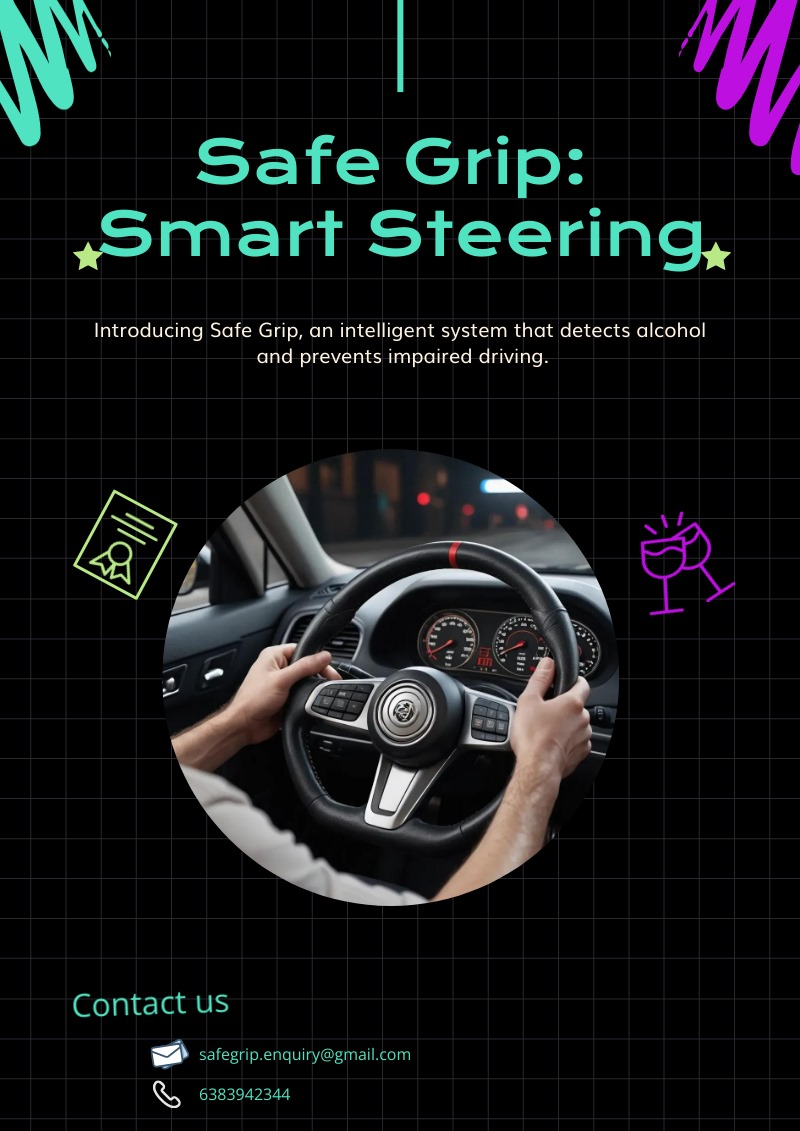 Safe Grip:
Smart Steering
Introducing Safe Grip, an intelligent system that detects alcohol
and prevents impaired driving.
Contact us
safegrip.enquiry@gmail.com
6383942344